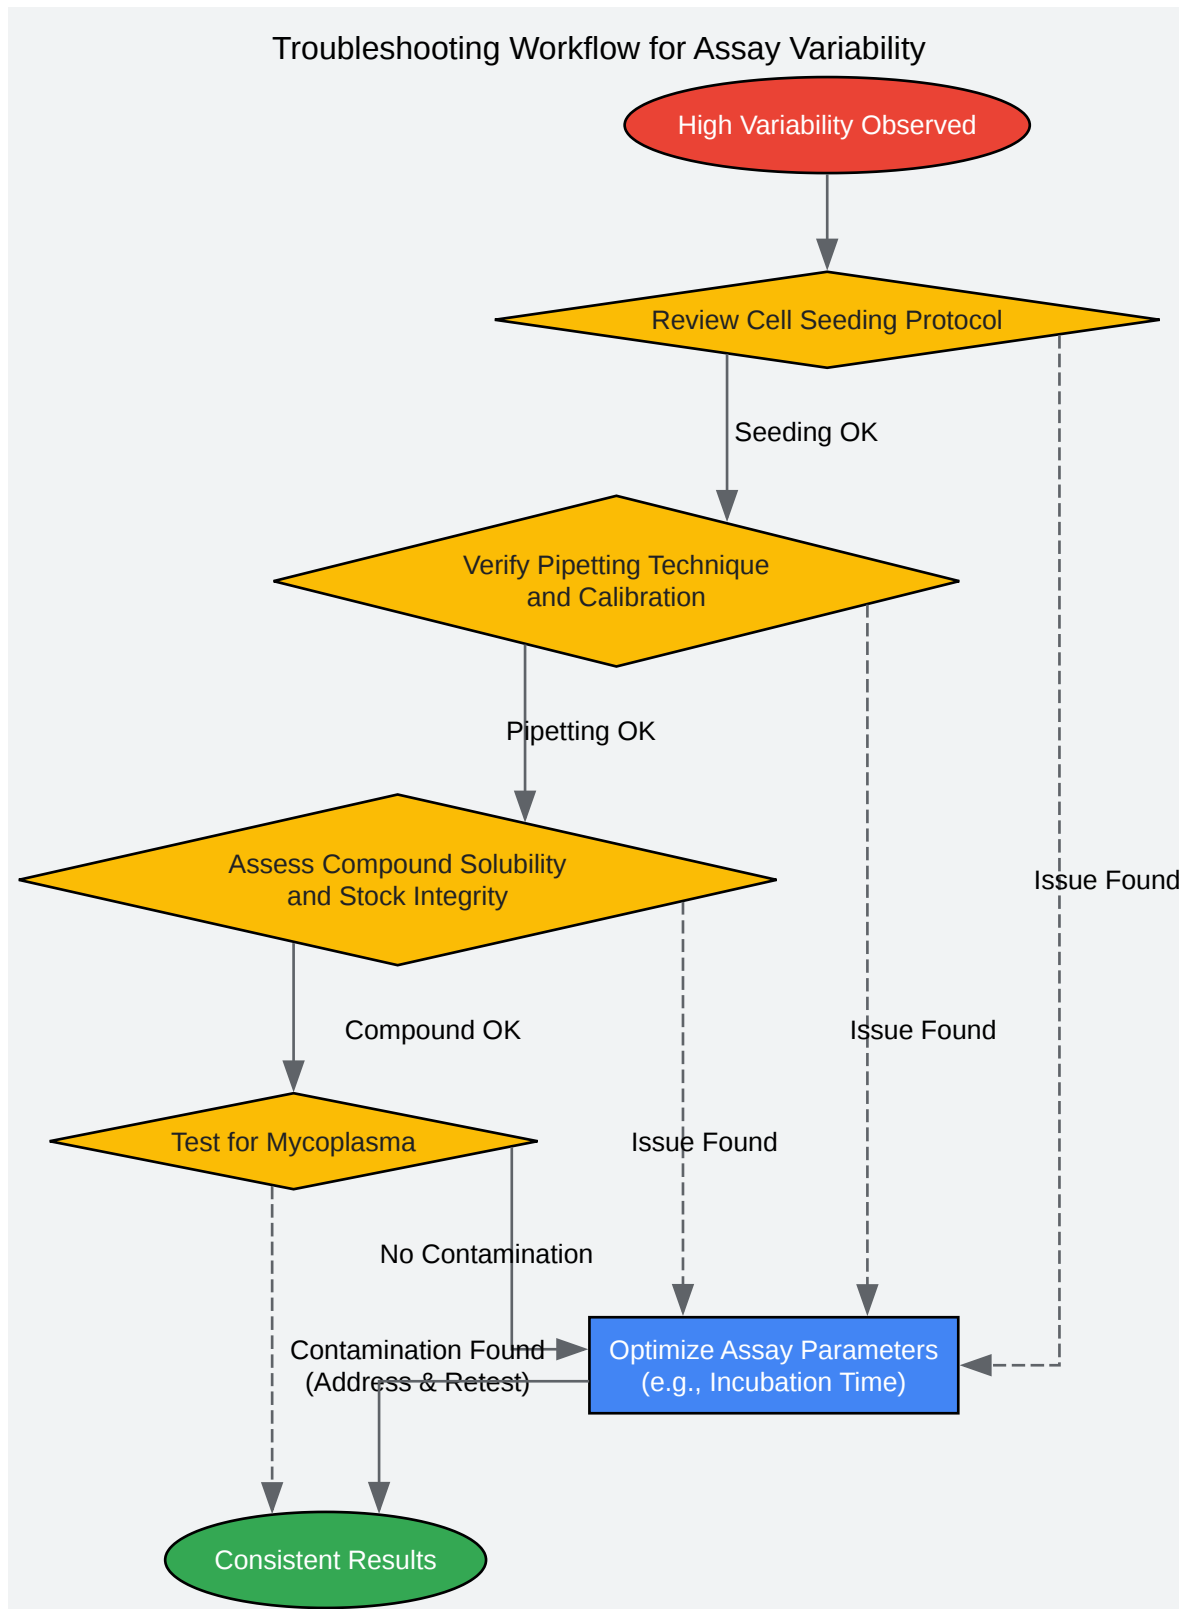 Troubleshooting Workflow for Assay Variability
High Variability Observed
Review Cell Seeding Protocol
Seeding OK
Verify Pipetting Technique
and Calibration
Pipetting OK
Assess Compound Solubility
and Stock Integrity
Issue Found
Compound OK
Issue Found
Test for Mycoplasma
Issue Found
No Contamination
Contamination Found
(Address & Retest)
Optimize Assay Parameters
(e.g., Incubation Time)
Consistent Results